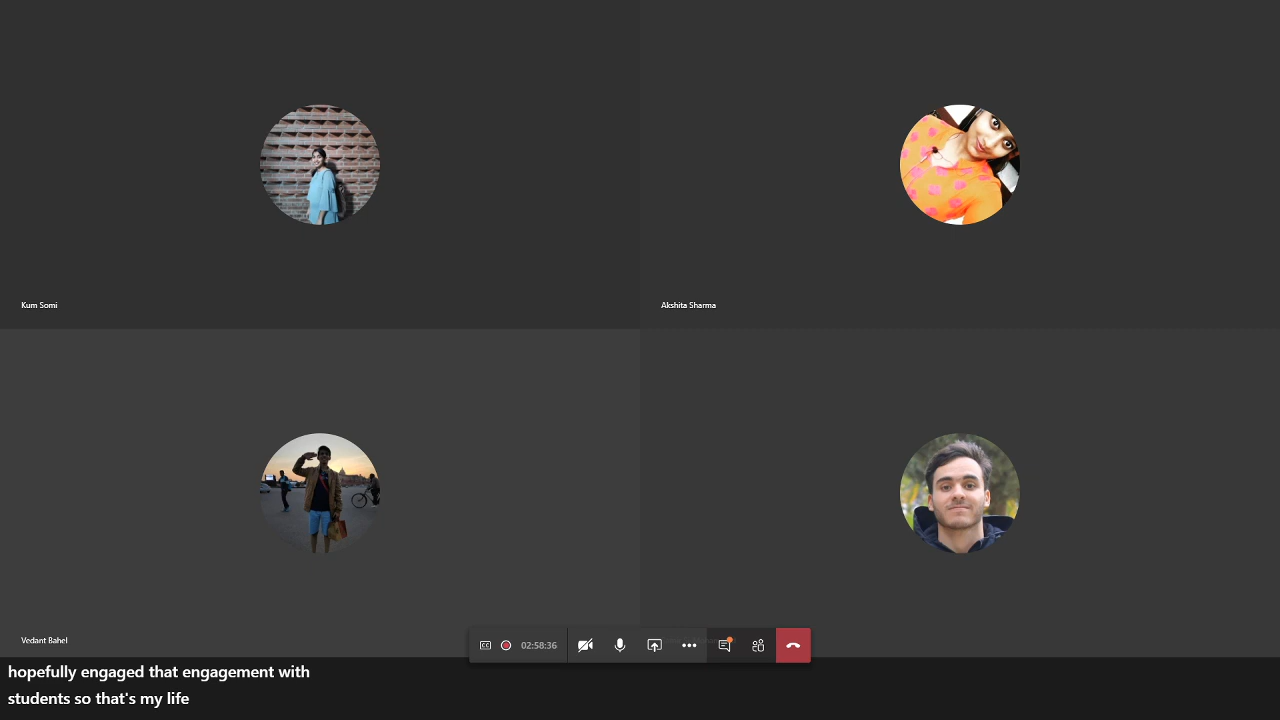 Kum Somi
Akshita Sharma
Vedant Bahel
CC
02:58:36
hopefully engaged that engagement with
students so that's my life